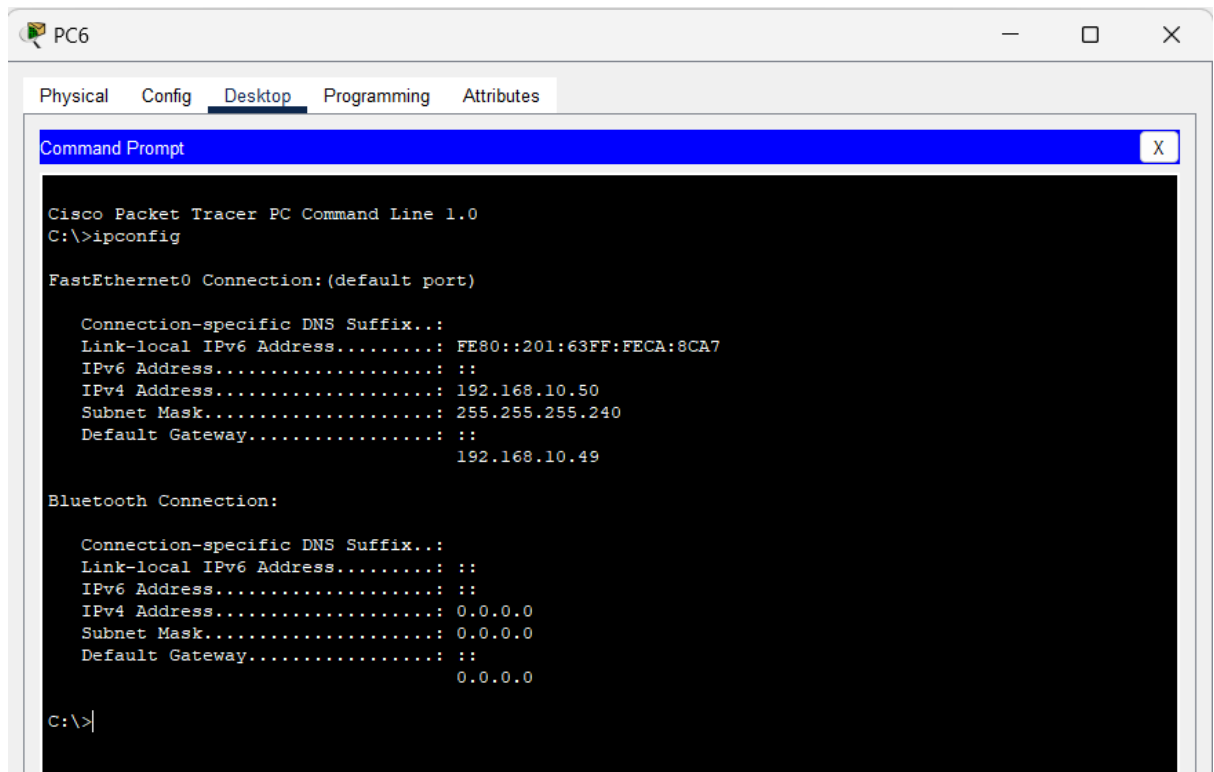 PC6
Physical Config Desktop Programming Attributes
Command Prompt X
Cisco Packet Tracer PC Command Line 1.0
C:\>ipconfig
FastEthernet0 Connection:(default port)
Connection-specific DNS Suffix..:
Link-local IPv6 Address.........: FE80::201:63FF:FECA:8CA7
IPv6 Address....................: ::
IPv4 Address....................: 192.168.10.50
Subnet Mask.....................: 255.255.255.240
Default Gateway.................: ::
192.168.10.49
Bluetooth Connection:
Connection-specific DNS Suffix..:
Link-local IPv6 Address.........: ::
IPv6 Address....................: ::
IPv4 Address....................: 0.0.0.0
Subnet Mask.....................: 0.0.0.0
Default Gateway.................: ::
0.0.0.0
C:\>